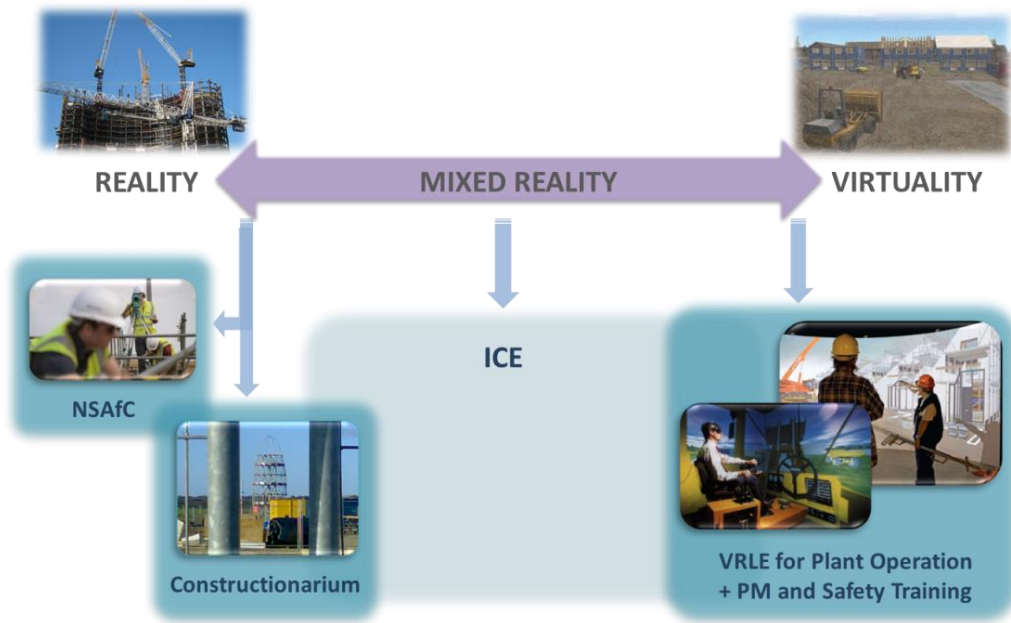 REALITY
MIXED REALITY
VIRTUALITY
ICE
NSAfC
Constructionarium
VRLE for Plant Operation
+ PM and Safety Training